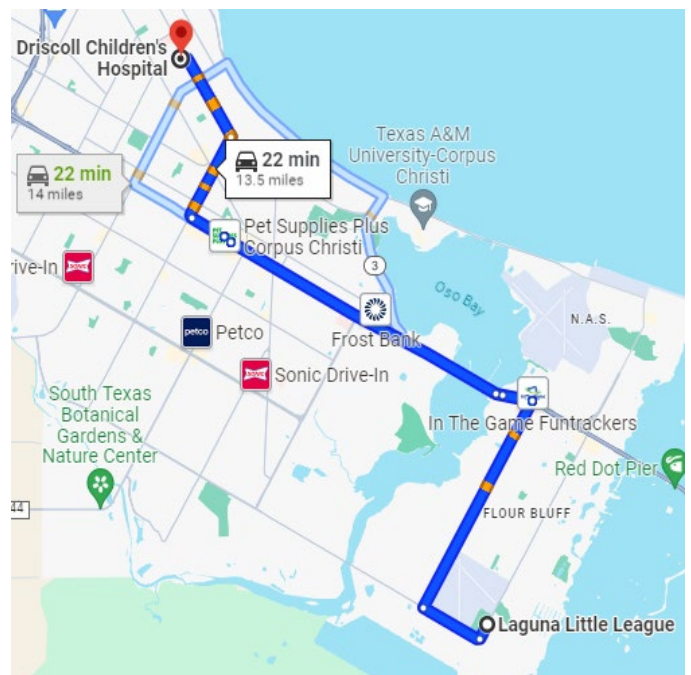 Driscoll Children's
Hospital
22 min
14 miles
22 min
13.5 miles
Texas A&M
University-Corpus
Christi
Pet Supplies Plus
Corpus Christi
rive-In
SONIC
3
Oso Bay
N.A.S.
petco
Petco
Frost Bank
SONIC
Sonic Drive-In
In The Game Funtrackers
South Texas
Botanical
Gardens &
Nature Center
Red Dot Pier
44
FLOUR BLUFF
Laguna Little League